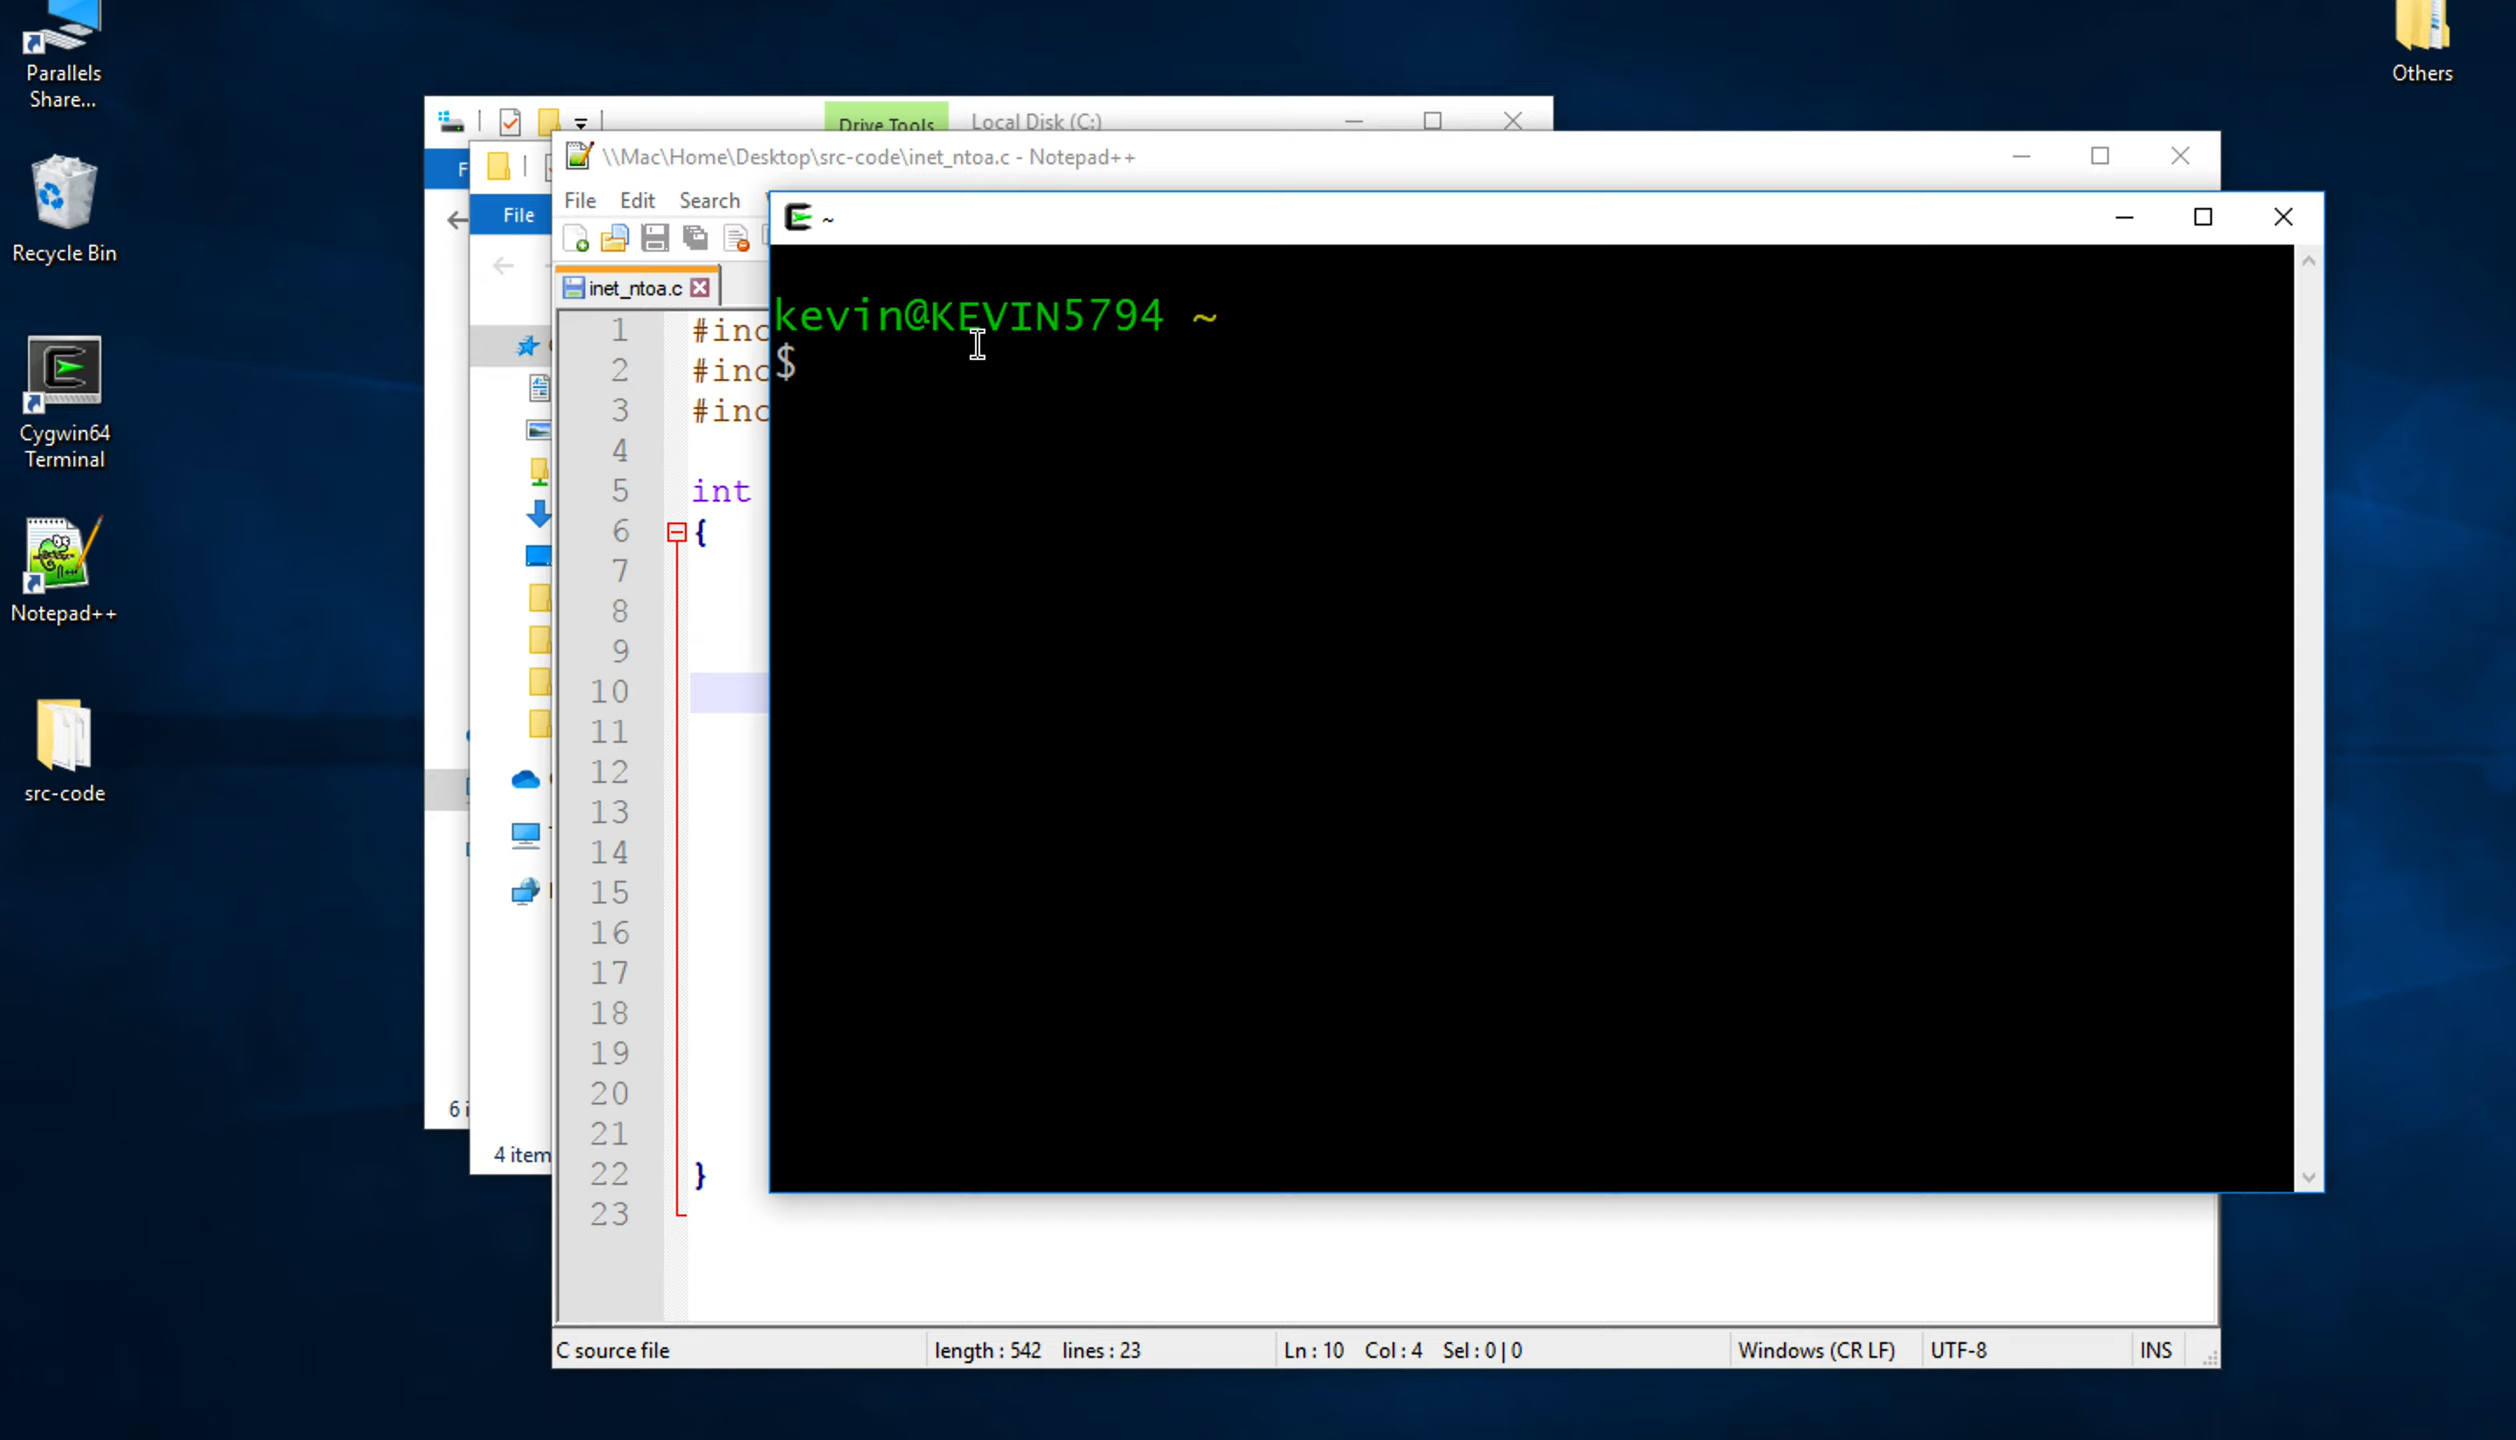 Parallels
Share...
Recycle Bin
Cygwin64
Terminal
Notepad++
src-code
Others
Drive Tools
Local Disk (C:)
File
6 i
4 item
\\Mac\Home\Desktop\src-code\inet_ntoa.c - Notepad++
File Edit Search
inet_ntoa.c
1 #inc
2 #inc
3 #inc
4
5 int
6 {
7
8
9
10
11
12
13
14
15
16
17
18
19
20
21
22 }
23
~
kevin@KEVIN5794 ~
$
C source file length : 542 lines : 23 Ln : 10 Col : 4 Sel : 0 | 0 Windows (CR LF) UTF-8 INS